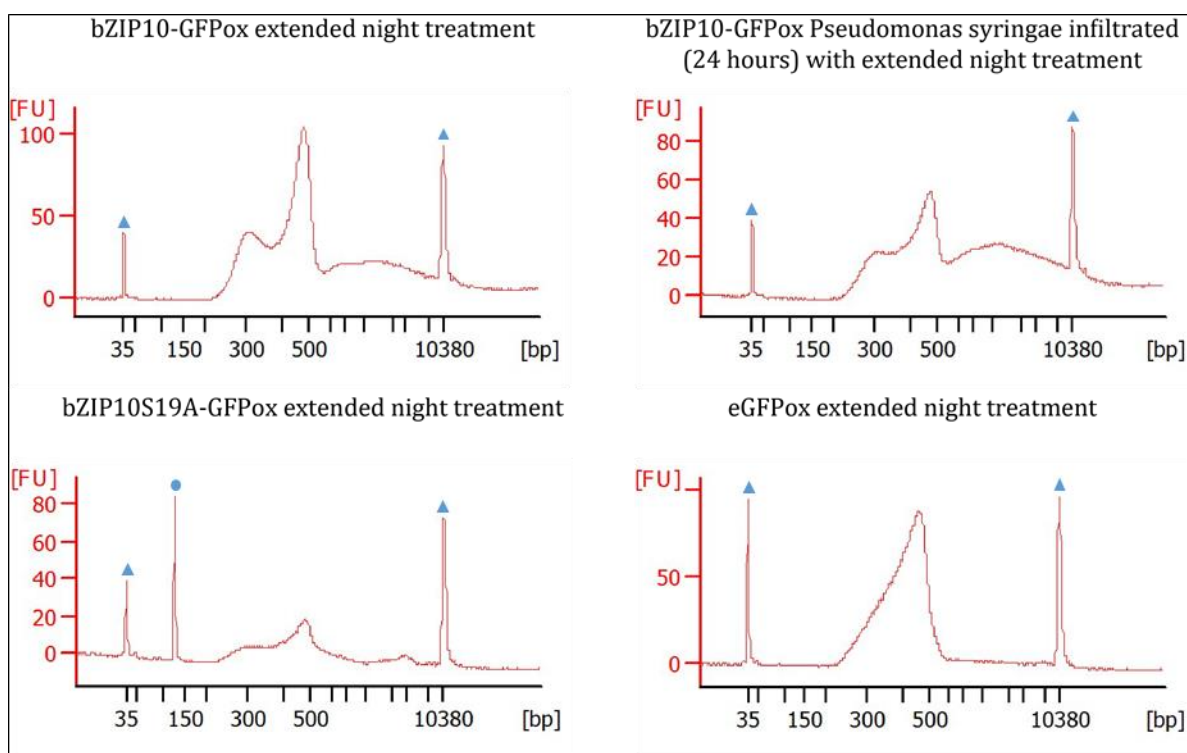 bZIP10-GFPox extended night treatment
[FU]
100
50
0
35 150 300 500 10380 [bp]
bZIP10-GFPox Pseudomonas syringae infiltrated
(24 hours) with extended night treatment
[FU]
80
60
40
20
0
35 150 300 500 10380 [bp]
bZIP10S19A-GFPox extended night treatment
[FU]
80
60
40
20
0
35 150 300 500 10380 [bp]
eGFPox extended night treatment
[FU]
50
0
35 150 300 500 10380 [bp]